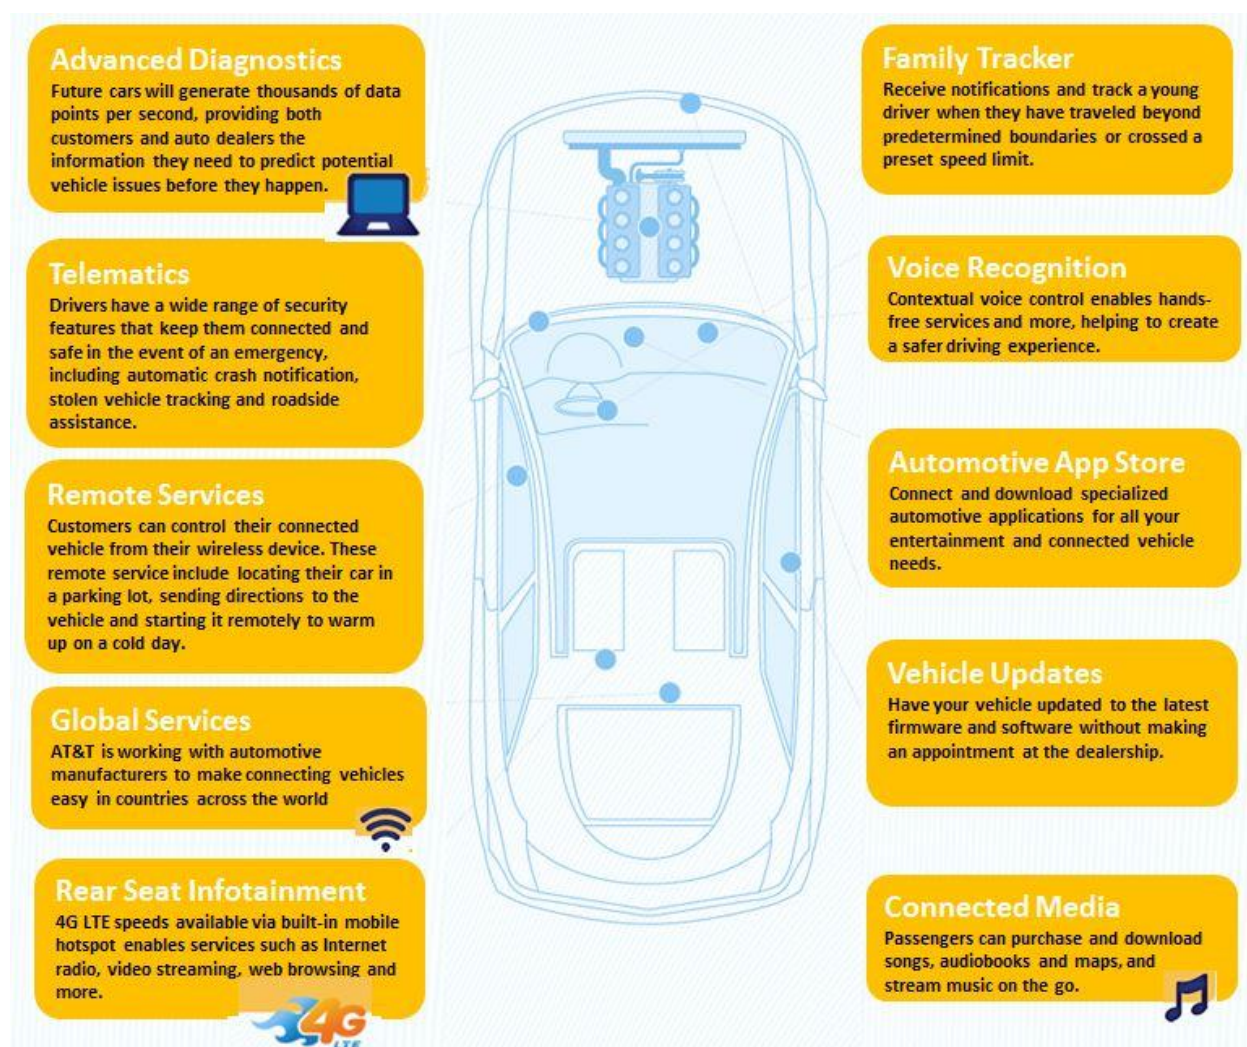 Advanced Diagnostics
Future cars will generate thousands of data
points per second, providing both
customers and auto dealers the
information they need to predict potential
vehicle issues before they happen.
Telematics
Drivers have a wide range of security
features that keep them connected and
safe in the event of an emergency,
including automatic crash notification,
stolen vehicle tracking and roadside
assistance.
Remote Services
Customers can control their connected
vehicle from their wireless device. These
remote service include locating their car in
a parking lot, sending directions to the
vehicle and starting it remotely to warm
up on a cold day.
Global Services
AT&T is working with automotive
manufacturers to make connecting vehicles
easy in countries across the world
Rear Seat Infotainment
4G LTE speeds available via built-in mobile
hotspot enables services such as Internet
radio, video streaming, web browsing and
more.
4G
LTE
Family Tracker
Receive notifications and track a young
driver when they have traveled beyond
predetermined boundaries or crossed a
preset speed limit.
Voice Recognition
Contextual voice control enables hands-
free services and more, helping to create
a safer driving experience.
Automotive App Store
Connect and download specialized
automotive applications for all your
entertainment and connected vehicle
needs.
Vehicle Updates
Have your vehicle updated to the latest
firmware and software without making
an appointment at the dealership.
Connected Media
Passengers can purchase and download
songs, audiobooks and maps, and
stream music on the go.